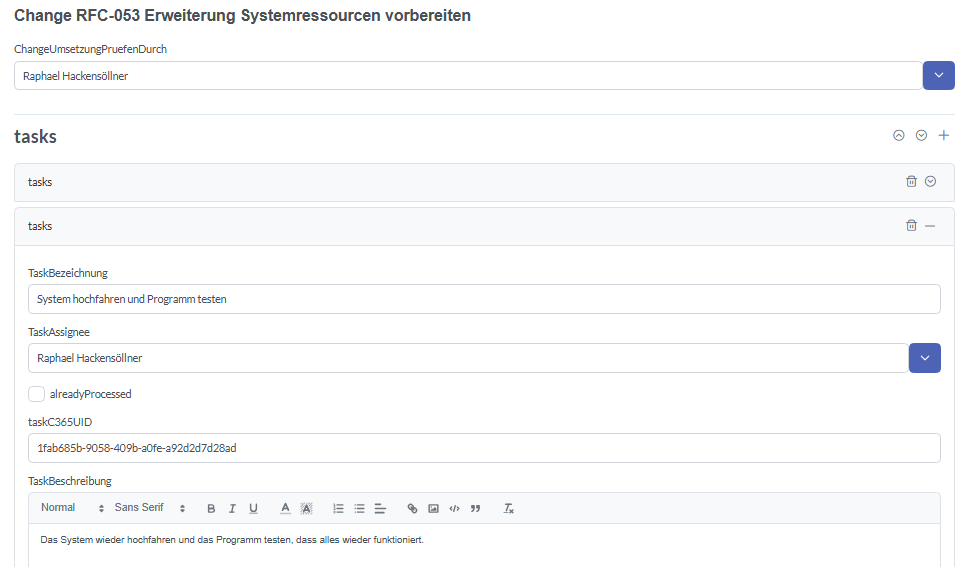 Change RFC-053 Erweiterung Systemressourcen vorbereiten
ChangeUmsetzungPruefenDurch
Raphael Hackensöllner
tasks
tasks
tasks
TaskBezeichnung
System hochfahren und Programm testen
TaskAssignee
Raphael Hackensöllner
alreadyProcessed
taskC365UID
1fab685b-9058-409b-a0fe-a92d2d7d28ad
TaskBeschreibung
Normal Sans Serif B I U A A
Das System wieder hochfahren und das Programm testen, dass alles wieder funktioniert.